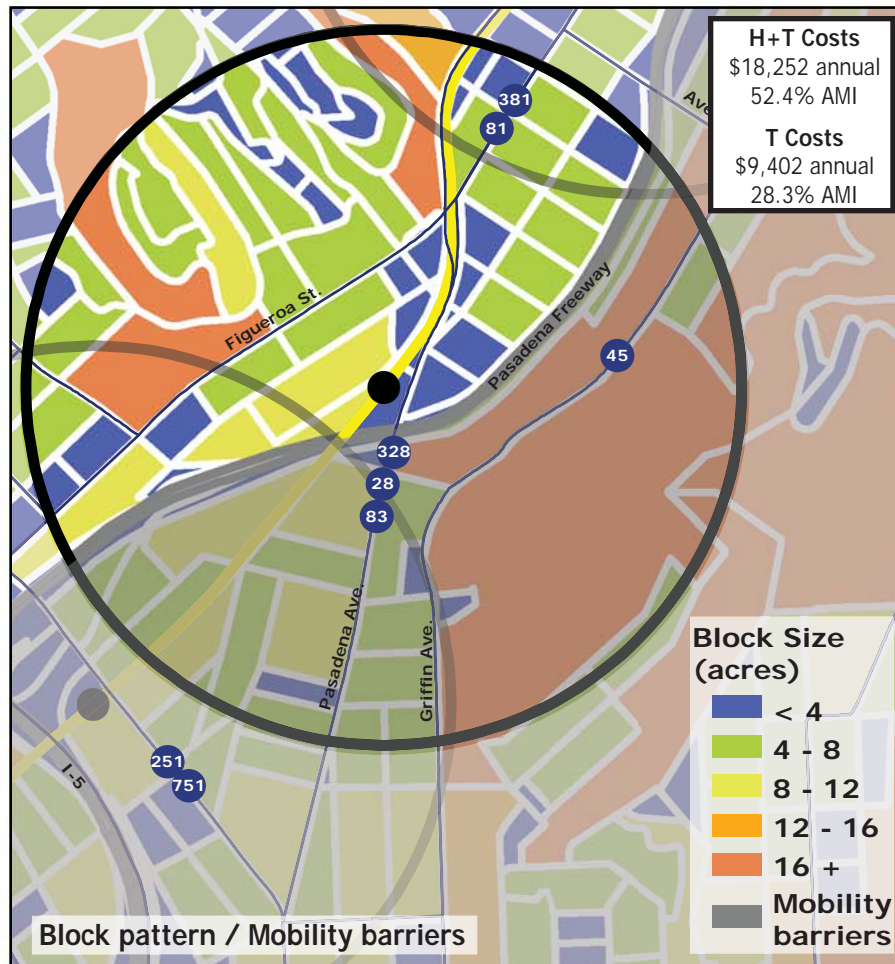 H+T Costs
$18,252 annual
52.4% AMI
T Costs
$9,402 annual
28.3% AMI
Ave
381
81
Figueroa St.
Pasadena Freeway
45
328
28
83
Pasadena Ave.
Griffin Ave.
251
751
I-5
Block Size
(acres)
< 4
4 - 8
8 - 12
12 - 16
16 +
Mobility
barriers
Block pattern / Mobility barriers